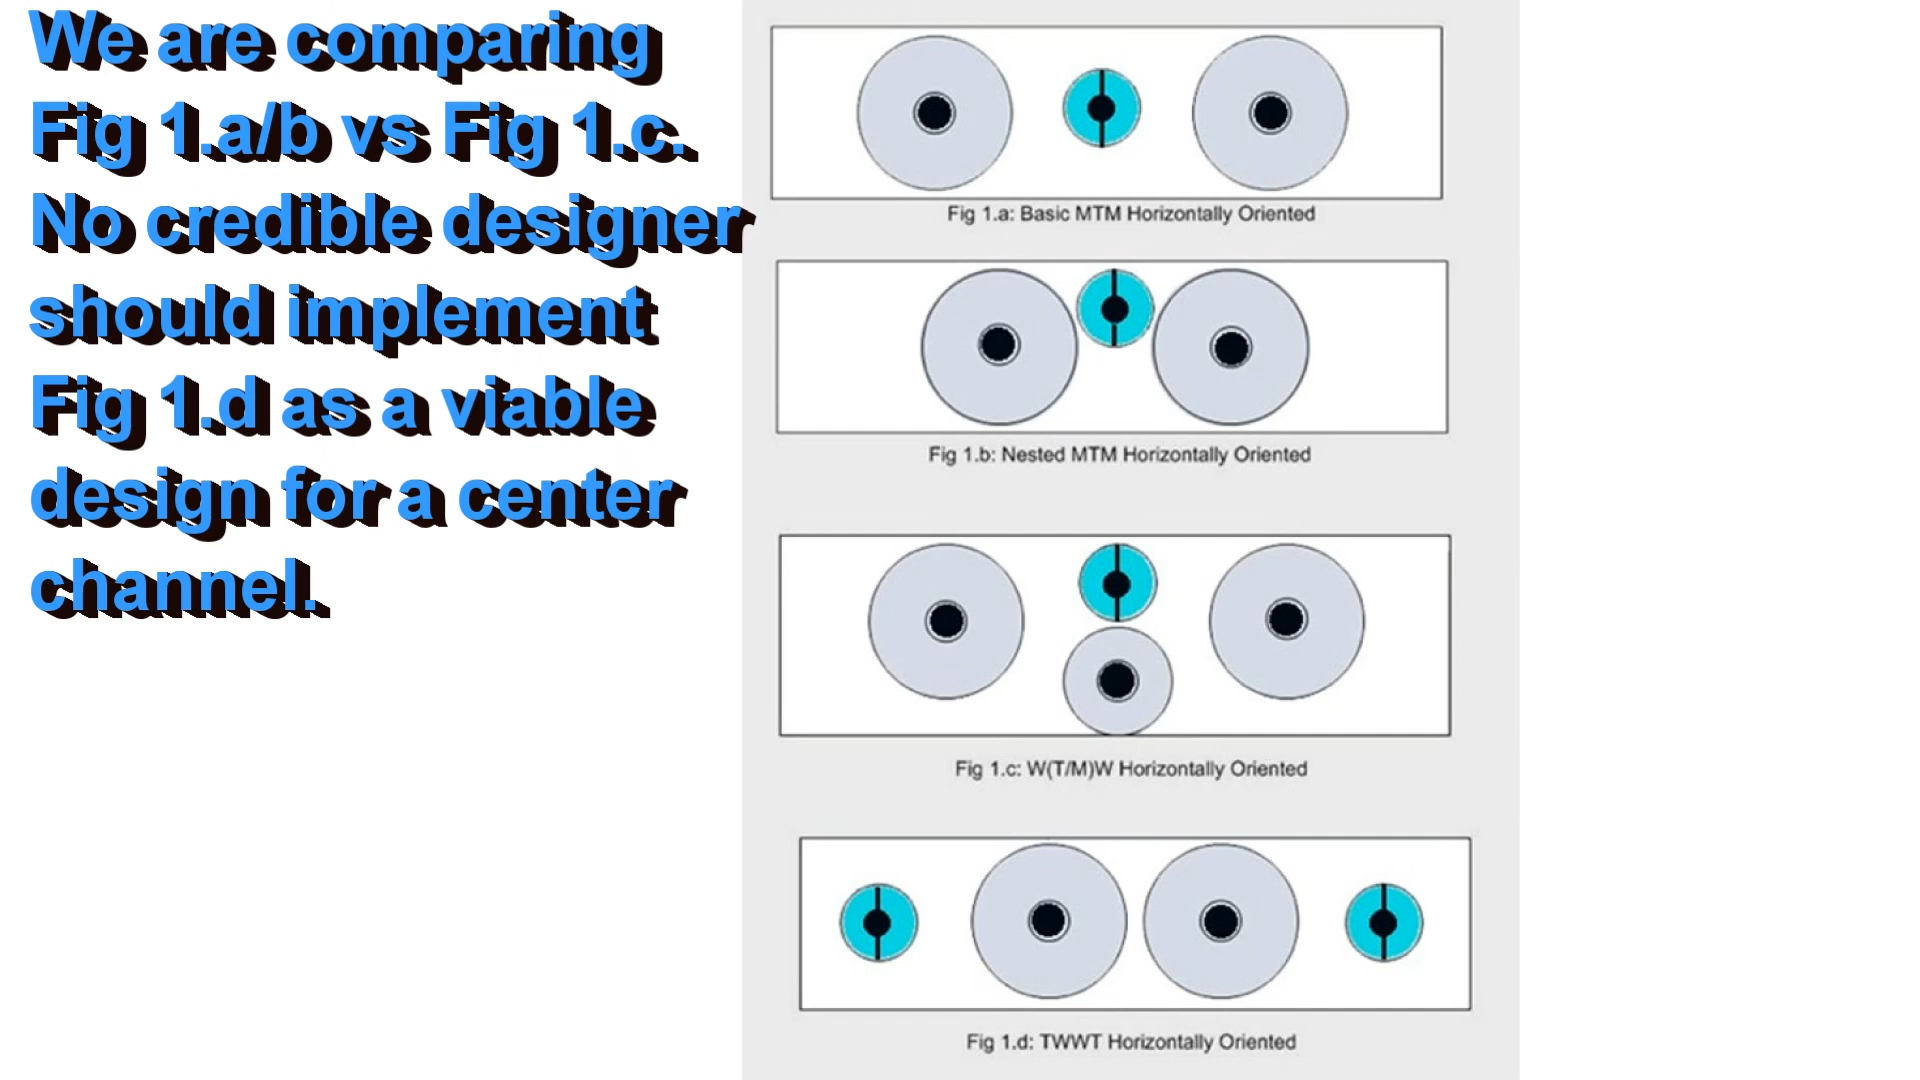 We are comparing
Fig 1.a/b vs Fig 1.c.
No credible designer
should implement
Fig 1.d as a viable
design for a center
channel.
Fig 1.a: Basic MTM Horizontally Oriented
Fig 1.b: Nested MTM Horizontally Oriented
Fig 1.c: W(T/M)W Horizontally Oriented
Fig 1.d: TWWT Horizontally Oriented